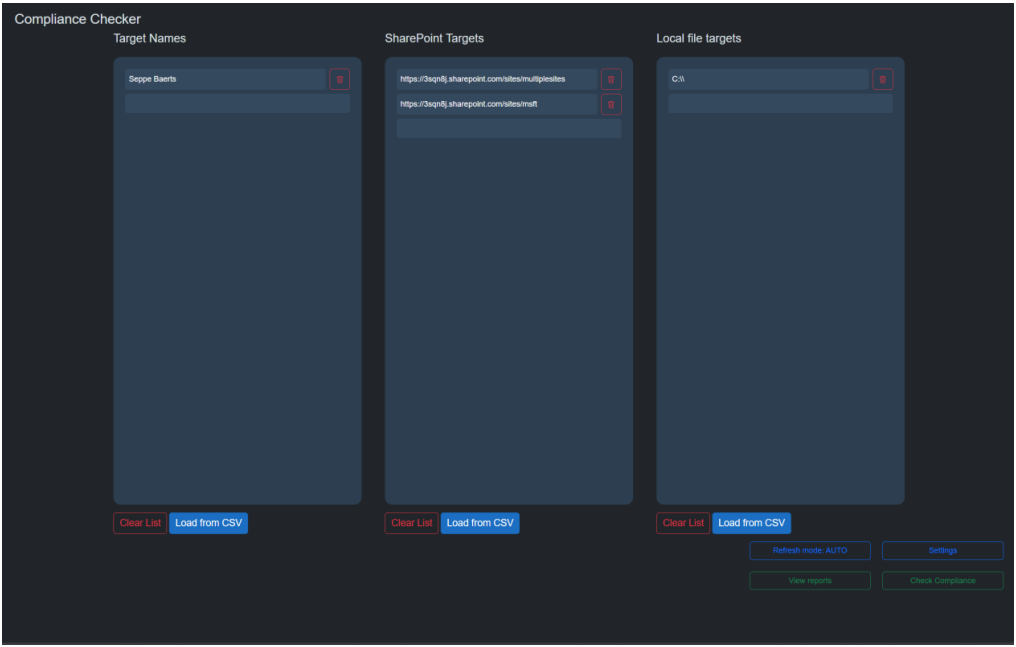 Compliance Checker
Target Names
SharePoint Targets
Local file targets
Seppe Baerts
https://3sqn8j.sharepoint.com/sites/multiplesites
https://3sqn8j.sharepoint.com/sites/msft
C:\\
Clear List
Load from CSV
Clear List
Load from CSV
Clear List
Load from CSV
Refresh mode: AUTO
Settings
View reports
Check Compliance